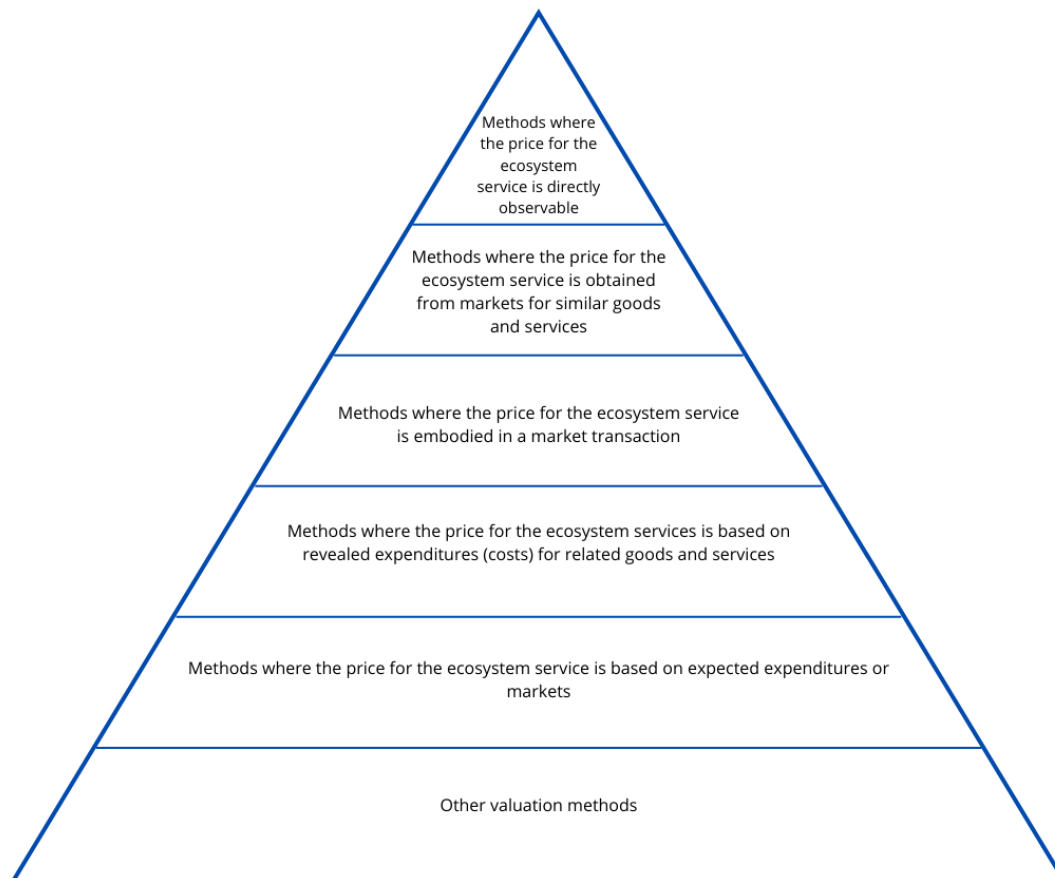 Methods where
the price for the
ecosystem
service is directly
observable
Methods where the price for the
ecosystem service is obtained
from markets for similar goods
and services
Methods where the price for the ecosystem service
is embodied in a market transaction
Methods where the price for the ecosystem services is based on
revealed expenditures (costs) for related goods and services
Methods where the price for the ecosystem service is based on expected expenditures or
markets
Other valuation methods